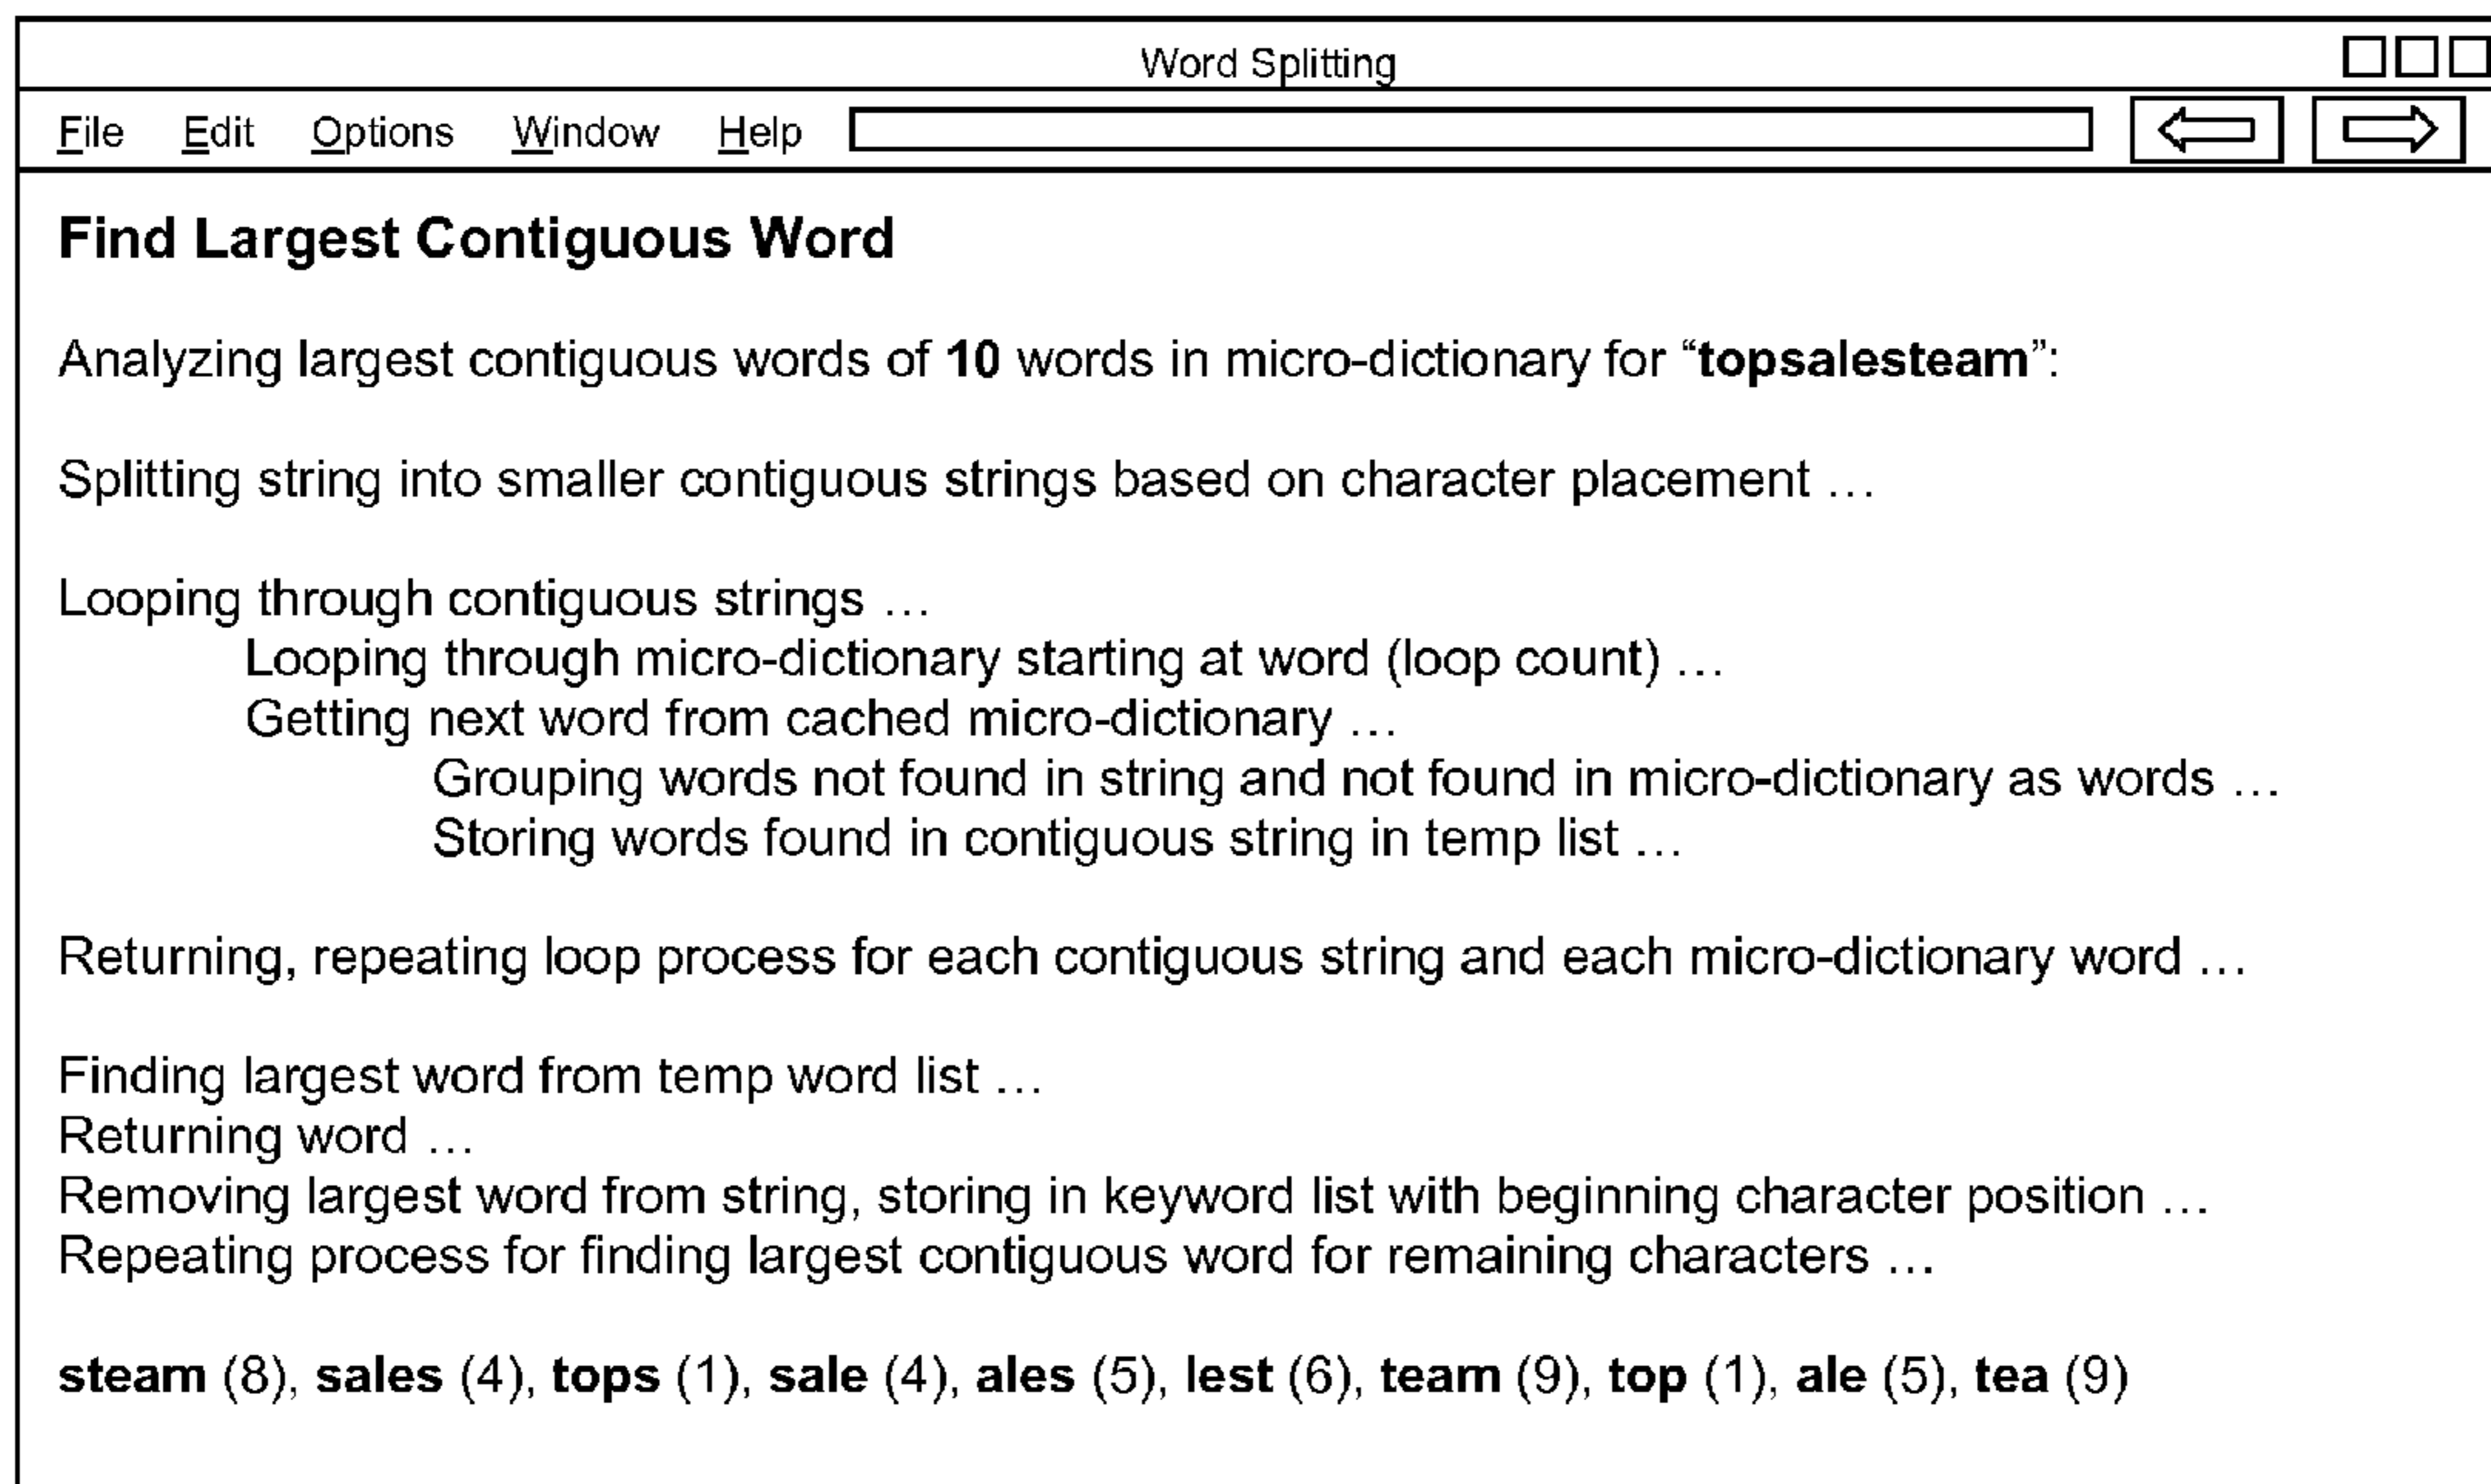 Word Splitting
File Edit Options Window Help
Find Largest Contiguous Word
Analyzing largest contiguous words of 10 words in micro-dictionary for “topsalesteam”:
Splitting string into smaller contiguous strings based on character placement …
Looping through contiguous strings …
Looping through micro-dictionary starting at word (loop count) …
Getting next word from cached micro-dictionary …
Grouping words not found in string and not found in micro-dictionary as words …
Storing words found in contiguous string in temp list …
Returning, repeating loop process for each contiguous string and each micro-dictionary word …
Finding largest word from temp word list …
Returning word …
Removing largest word from string, storing in keyword list with beginning character position …
Repeating process for finding largest contiguous word for remaining characters …
steam (8), sales (4), tops (1), sale (4), ales (5), lest (6), team (9), top (1), ale (5), tea (9)